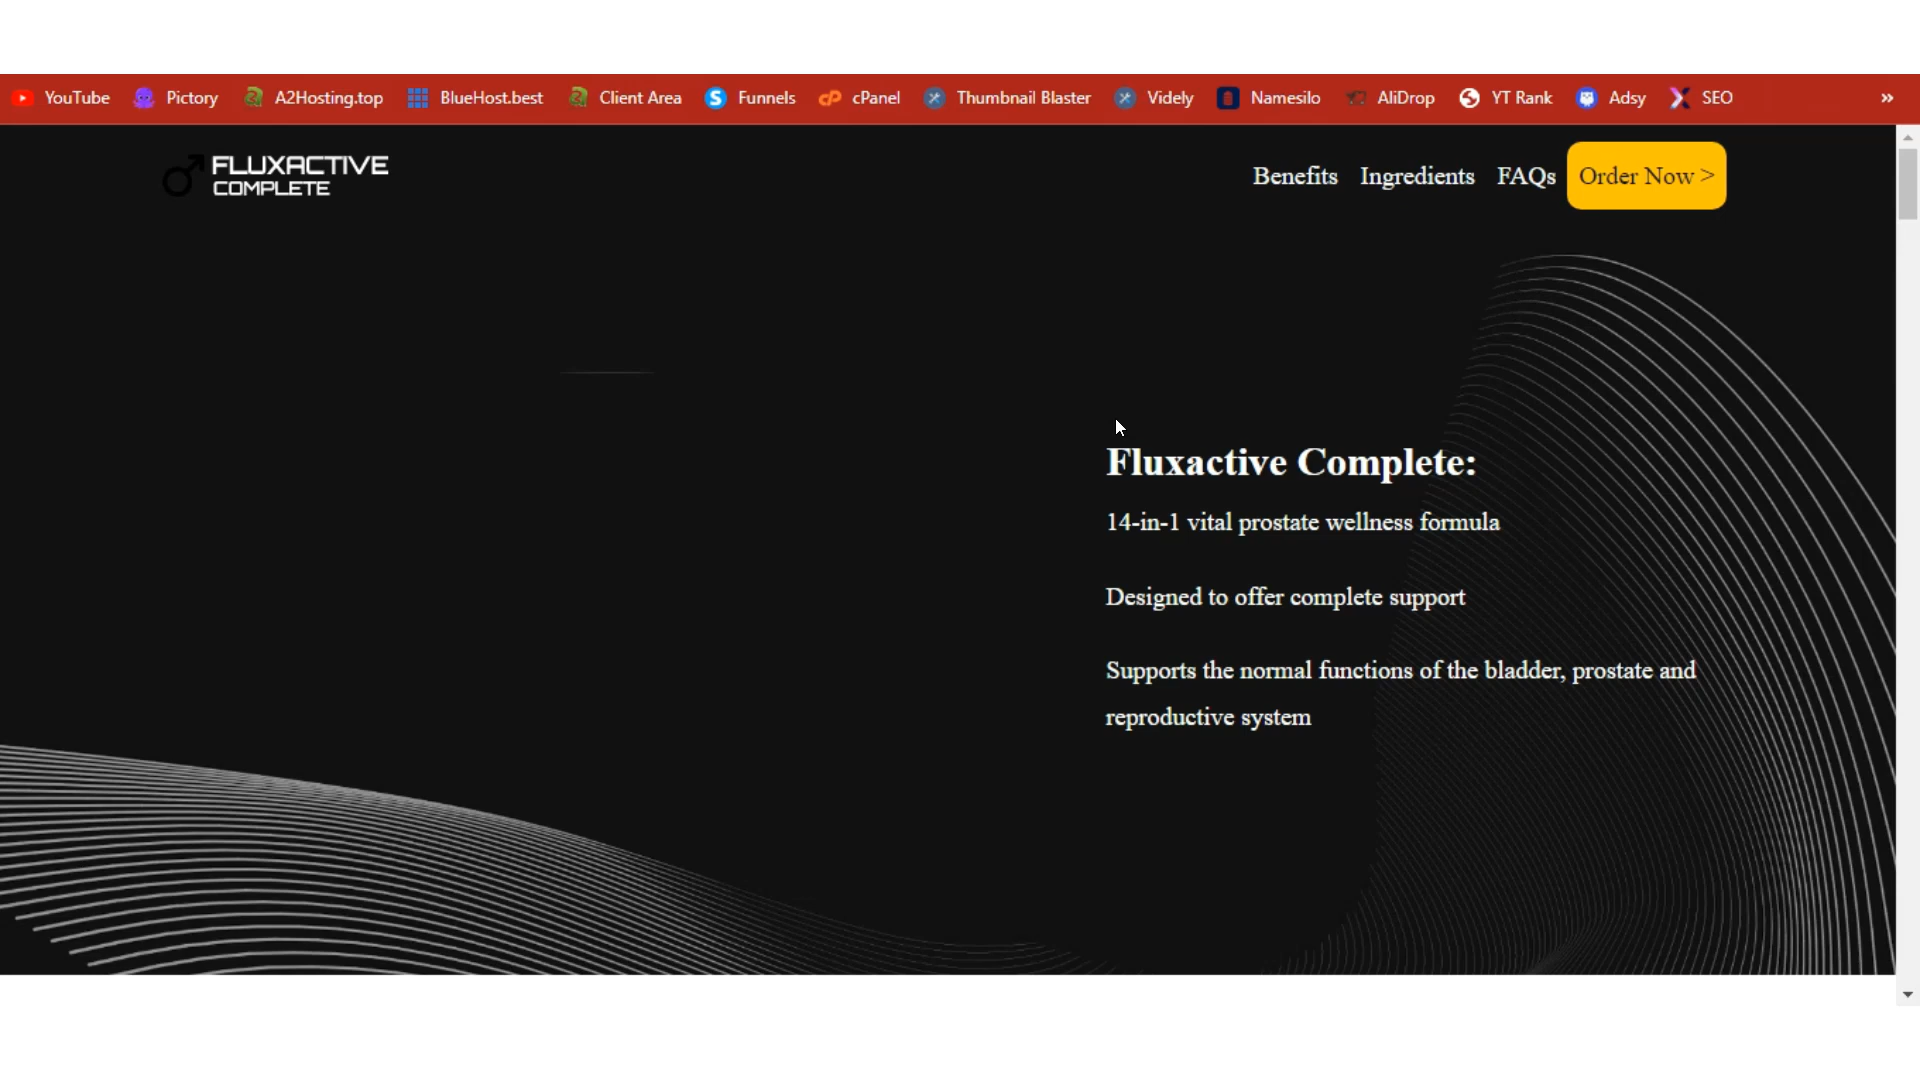 YouTube Pictory A2Hosting.top BlueHost.best Client Area Funnels cPanel Thumbnail Blaster Videly Namesilo AliDrop YT Rank Adsy SEO »
FLUXACTIVE
COMPLETE
Benefits Ingredients FAQs Order Now >
Fluxactive Complete:
14-in-1 vital prostate wellness formula
Designed to offer complete support
Supports the normal functions of the bladder, prostate and
reproductive system